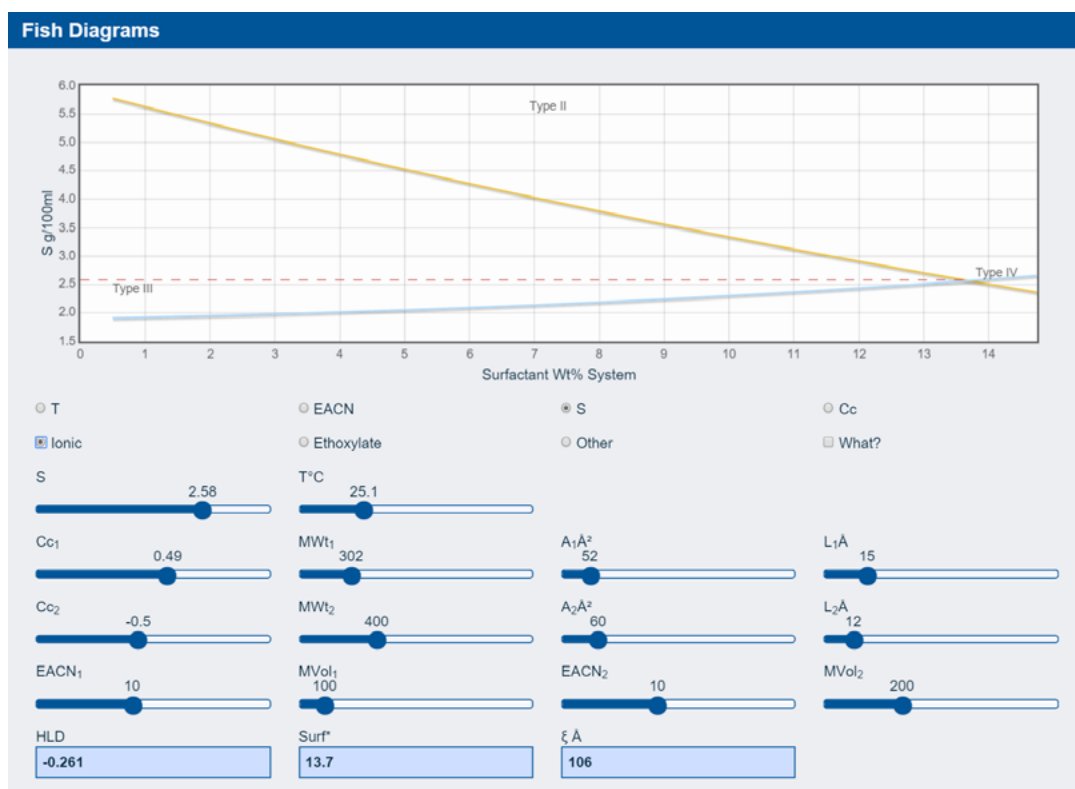 Fish Diagrams
6.0
5.5
5.0
4.5
4.0
3.5
3.0
2.5
2.0
1.5
S g/100ml
Type II
Type III
Type IV
0 1 2 3 4 5 6 7 8 9 10 11 12 13 14
Surfactant Wt% System
T EACN S Cc
Ionic Ethoxylate Other What?
S T°C
2.58 25.1
Cc₁ MWt₁ A₁Å² L₁Å
0.49 302 52 15
Cc₂ MWt₂ A₂Å² L₂Å
-0.5 400 60 12
EACN₁ MVol₁ EACN₂ MVol₂
10 100 10 200
HLD Surf* ξ Å
-0.261 13.7 106